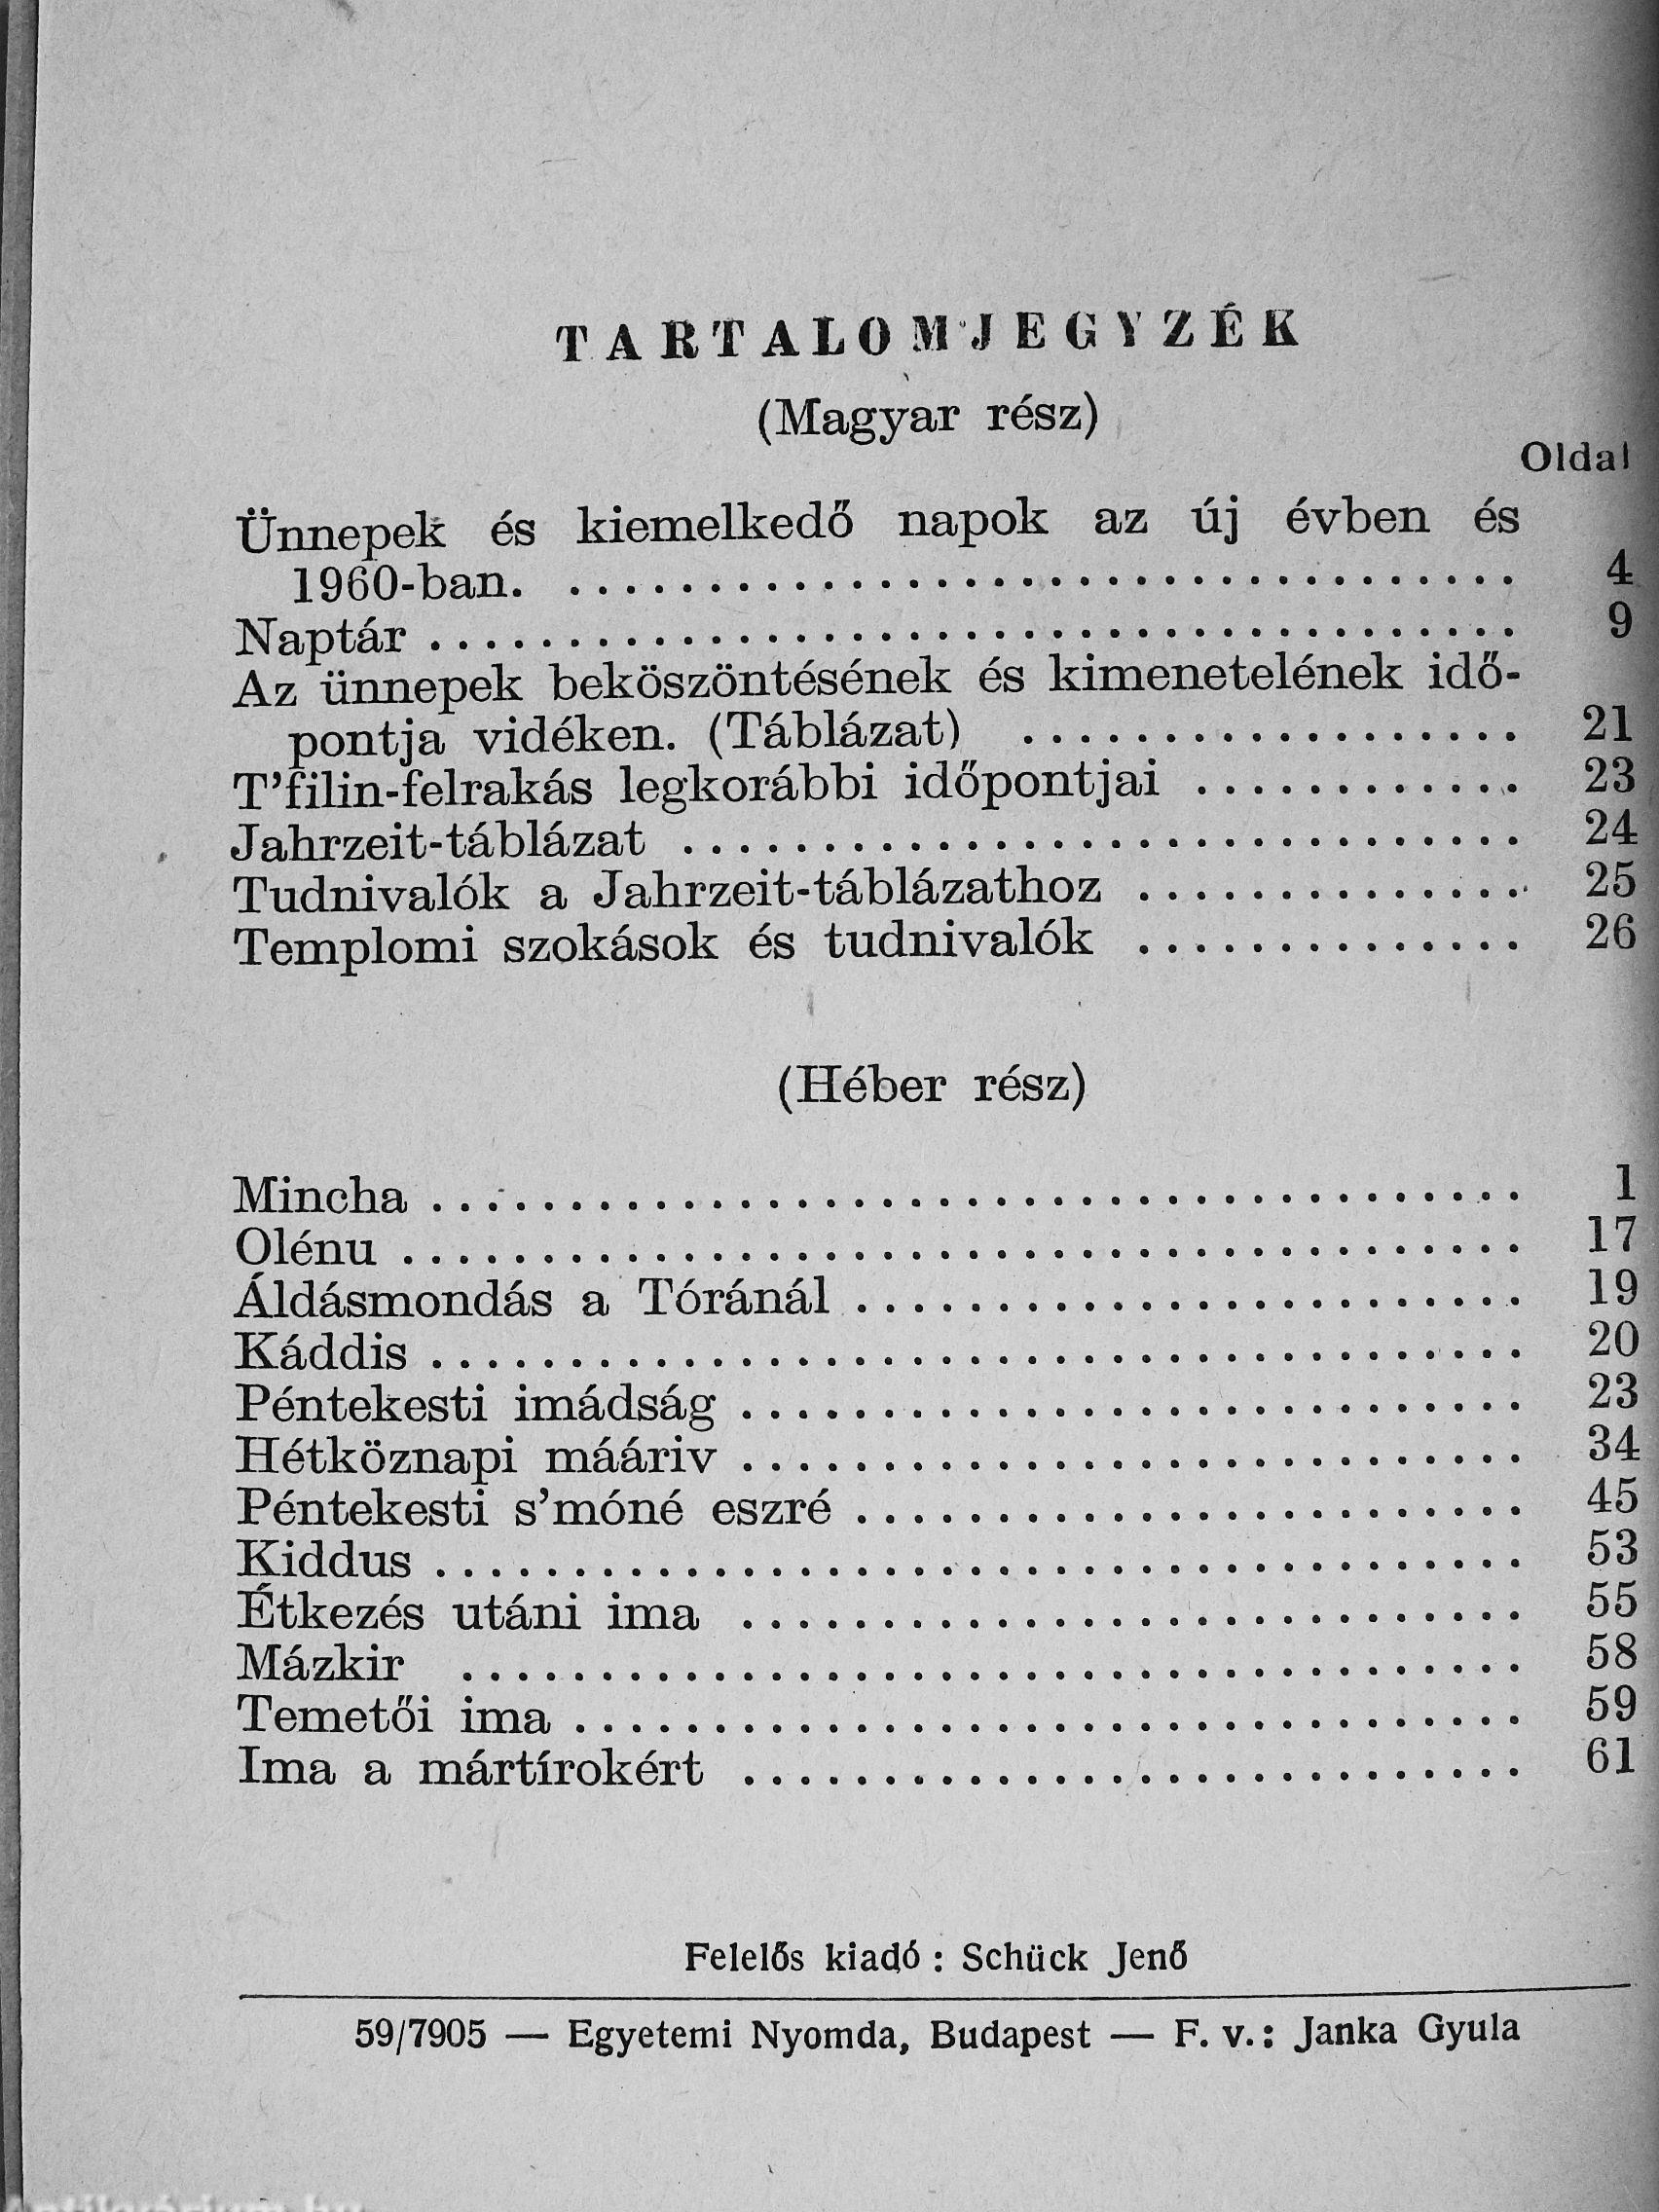 TARTALOMJEGYZÉK
(Magyar rész)
Oldal
Ünnepek és kiemelkedő napok az új évben és
1960-ban. .................................. 4
Naptár ....................................... 9
Az ünnepek beköszöntésének és kimenetelének idő-
pontja vidéken. (Táblázat) .................. 21
T’filin-felrakás legkorábbi időpontjai ............ 23
Jahrzeit-táblázat .............................. 24
Tudnivalók a Jahrzeit-táblázathoz .............. 25
Templomi szokások és tudnivalók .............. 26
(Héber rész)
Mincha ....................................... 1
Olénu ........................................ 17
Áldásmondás a Tóránál ........................ 19
Káddis ....................................... 20
Péntekesti imádság ............................ 23
Hétköznapi mááriv ............................ 34
Péntekesti s’móné eszré ........................ 45
Kiddus ....................................... 53
Étkezés utáni ima ............................ 55
Mázkir ...................................... 58
Temetői ima .................................. 59
Ima a mártírokért ............................ 61
Felelős kiadó : Schück Jenő
59/7905 — Egyetemi Nyomda, Budapest — F. v.: Janka Gyula